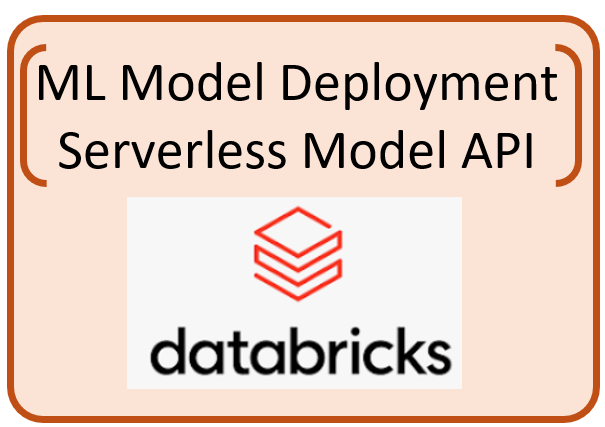 ML Model Deployment
Serverless Model API
databricks